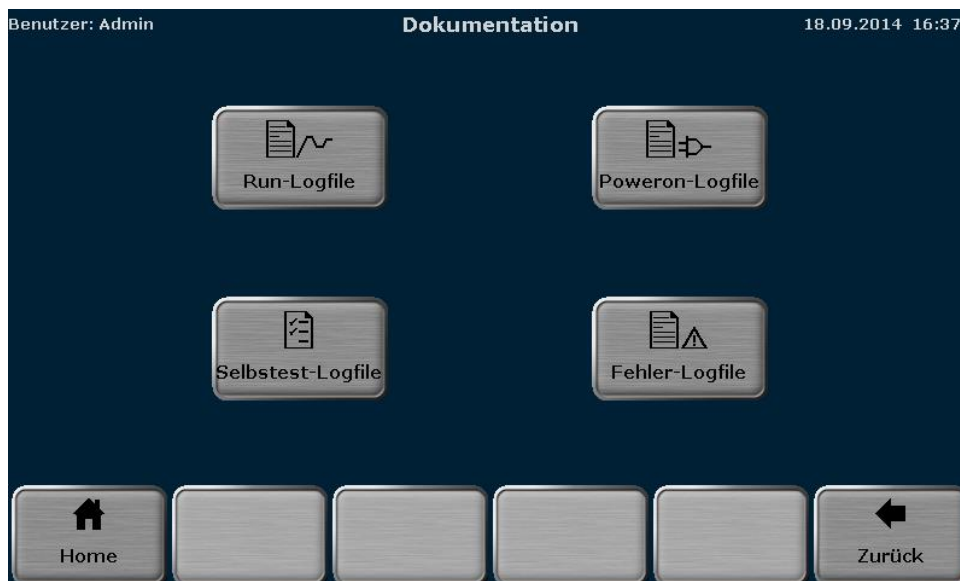 Benutzer: Admin
Dokumentation
18.09.2014 16:37
Run-Logfile
Poweron-Logfile
Selbstest-Logfile
Fehler-Logfile
Home
Zurück